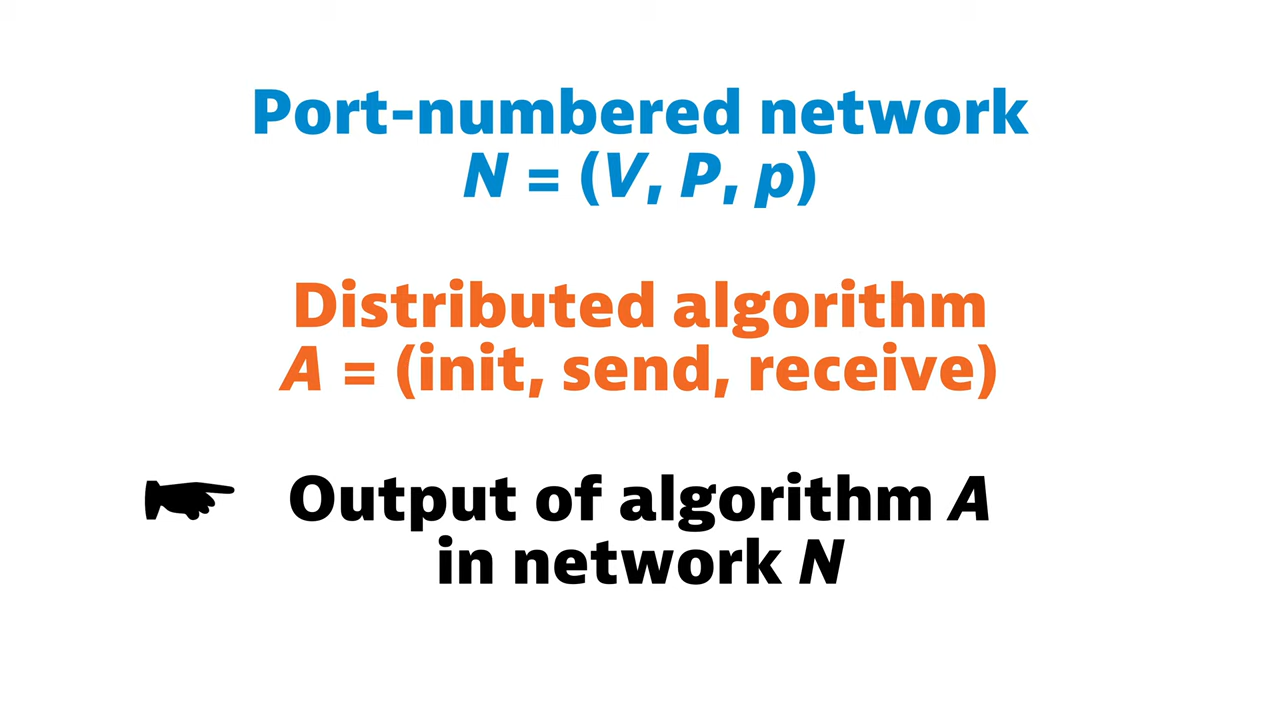 Port-numbered network
N = (V, P, p)
Distributed algorithm
A = (init, send, receive)
Output of algorithm A
in network N